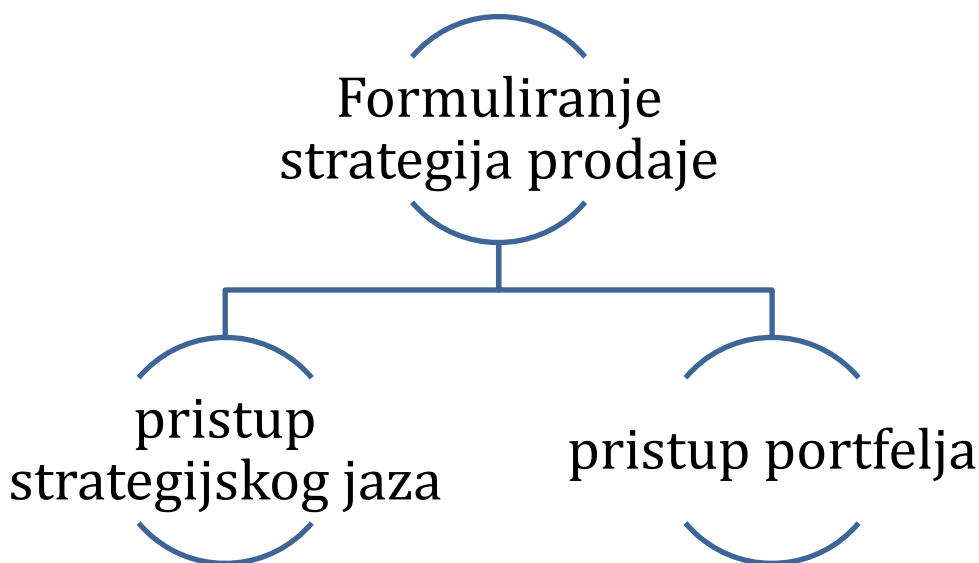 Formuliranje
strategija prodaje
pristup
strategijskog jaza
pristup portfelja